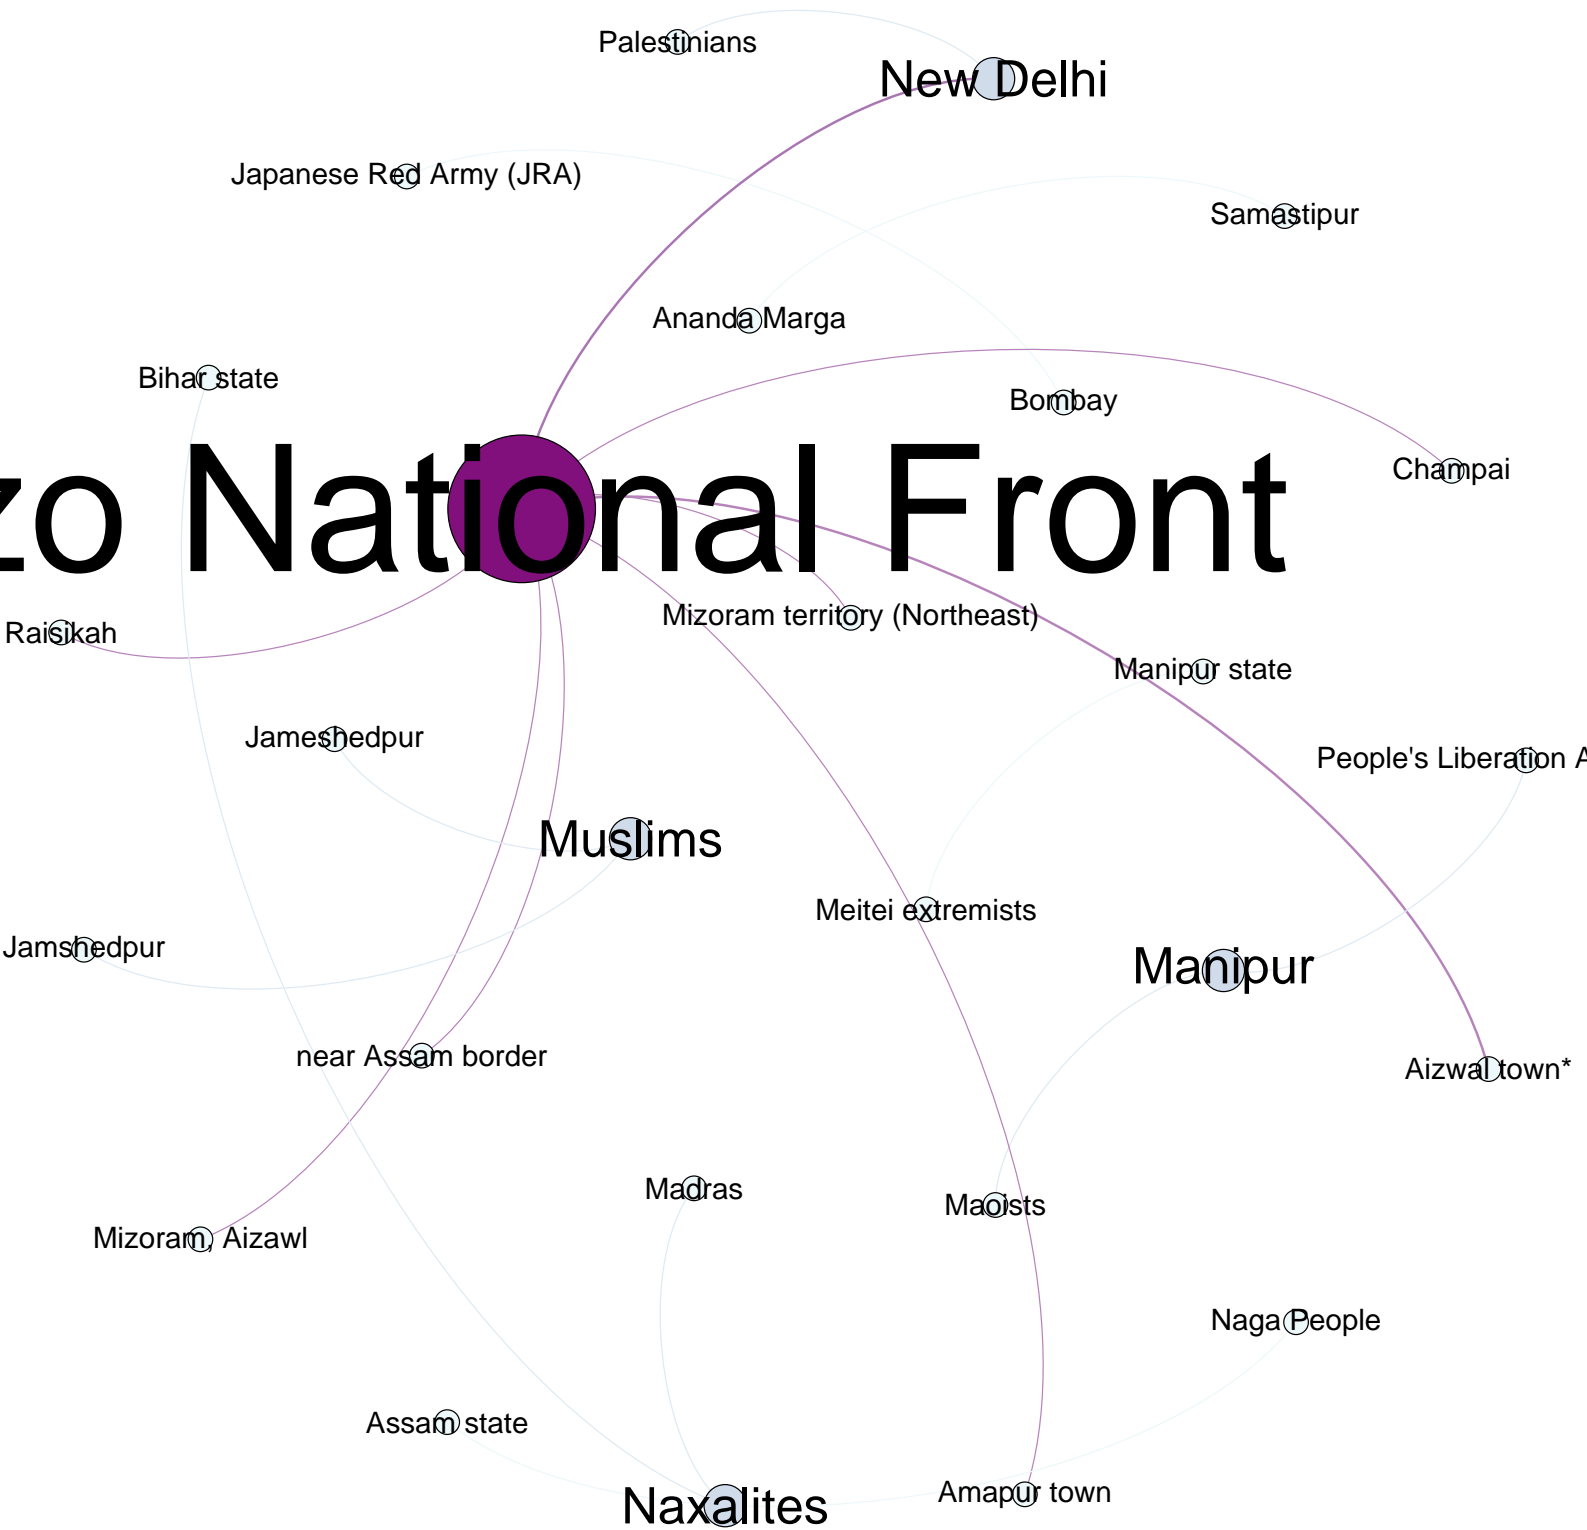 Palestinians
New Delhi
Japanese Red Army (JRA)
Samastipur
Ananda Marga
Bihar state
Bombay
Champai
zo National Front
Mizoram territory (Northeast)
Raisikah
Manipur state
Jameshedpur
People's Liberation A
Muslims
Meitei extremists
Jamshedpur
Manipur
near Assam border
Aizwal town*
Madras
Maoists
Mizoram, Aizawl
Naga People
Assam state
Amapur town
Naxalites